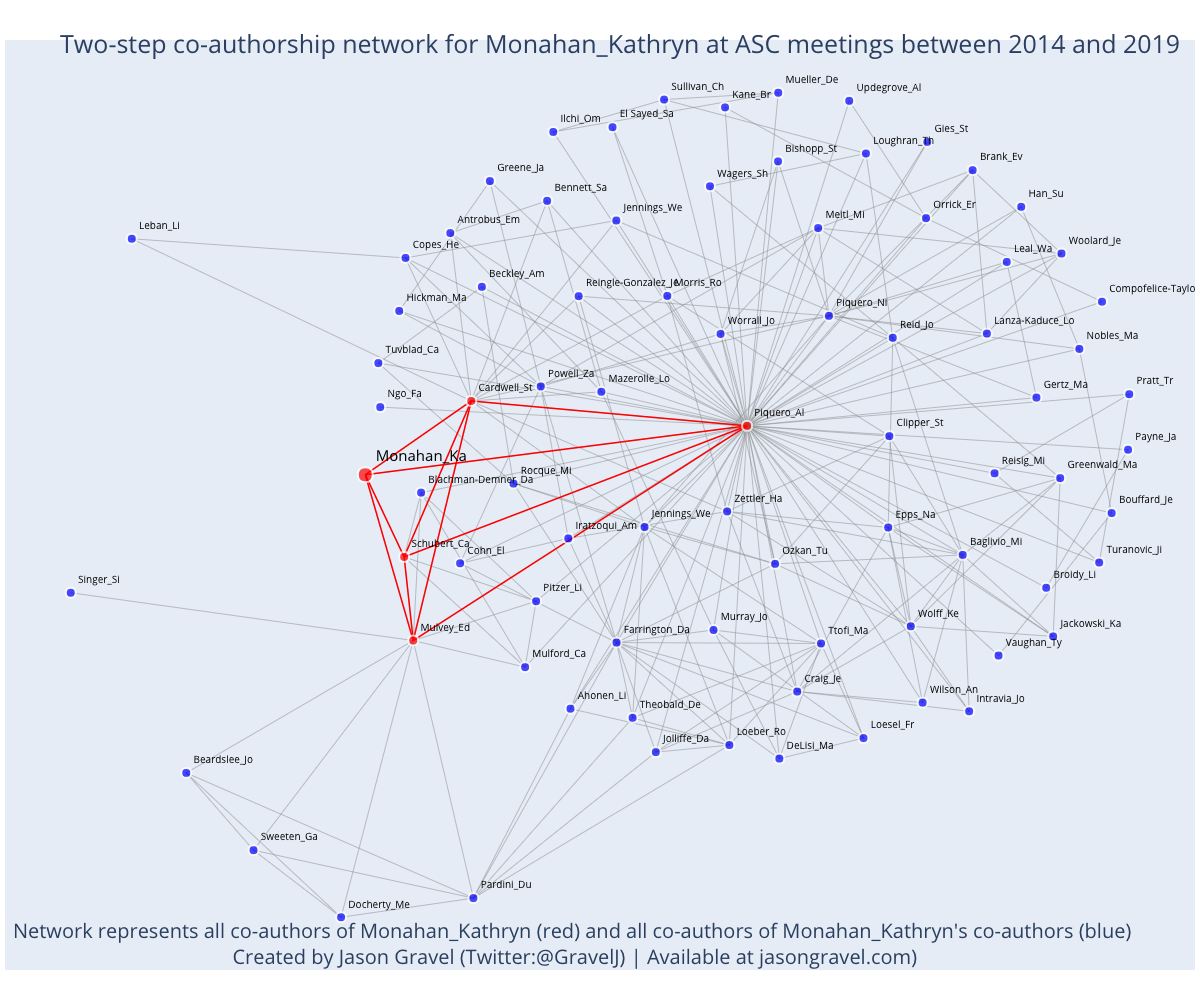 Two-step co-authorship network for Monahan_Kathryn at ASC meetings between 2014 and 2019
Mueller_De
Sullivan_Ch
Updegrove_Al
Kane_Br
El Sayed_Sa
Ilchi_Om
Gies_St
Loughran_Th
Bishopp_St
Brank_Ev
Greene_Ja
Wagers_Sh
Bennett_Sa
Han_Su
Orrick_Er
Jennings_We
Meitl_Mi
Antrobus_Em
Leban_Li
Copes_He
Woolard_Je
Leal_Wa
Beckley_Am
Reingle-Gonzalez_Je
Morris_Ro
Compofelice-Taylo
Hickman_Ma
Piquero_Ni
Worrall_Jo
Reid_Jo
Lanza-Kaduce_Lo
Nobles_Ma
Tuvblad_Ca
Powell_Za
Mazerolle_Lo
Cardwell_St
Gertz_Ma
Pratt_Tr
Ngo_Fa
Piquero_Al
Clipper_St
Payne_Ja
Monahan_Ka
Reisig_Mi
Greenwald_Ma
Rocque_Mi
Blachman-Demner_Da
Zettler_Ha
Bouffard_Je
Iratzoqui_Am
Jennings_We
Epps_Na
Schubert_Ca
Cohn_El
Ozkan_Tu
Baglivio_Mi
Turanovic_Ji
Broidy_Li
Singer_Si
Pitzer_Li
Mulvey_Ed
Farrington_Da
Murray_Jo
Ttofi_Ma
Wolff_Ke
Jackowski_Ka
Vaughan_Ty
Mulford_Ca
Craig_Je
Ahonen_Li
Theobald_De
Wilson_An
Intravia_Jo
Jolliffe_Da
Loeber_Ro
DeLisi_Ma
Loesel_Fr
Beardslee_Jo
Sweeten_Ga
Pardini_Du
Docherty_Me
Network represents all co-authors of Monahan_Kathryn (red) and all co-authors of Monahan_Kathryn's co-authors (blue)
Created by Jason Gravel (Twitter:@GravelJ) | Available at jasongravel.com)